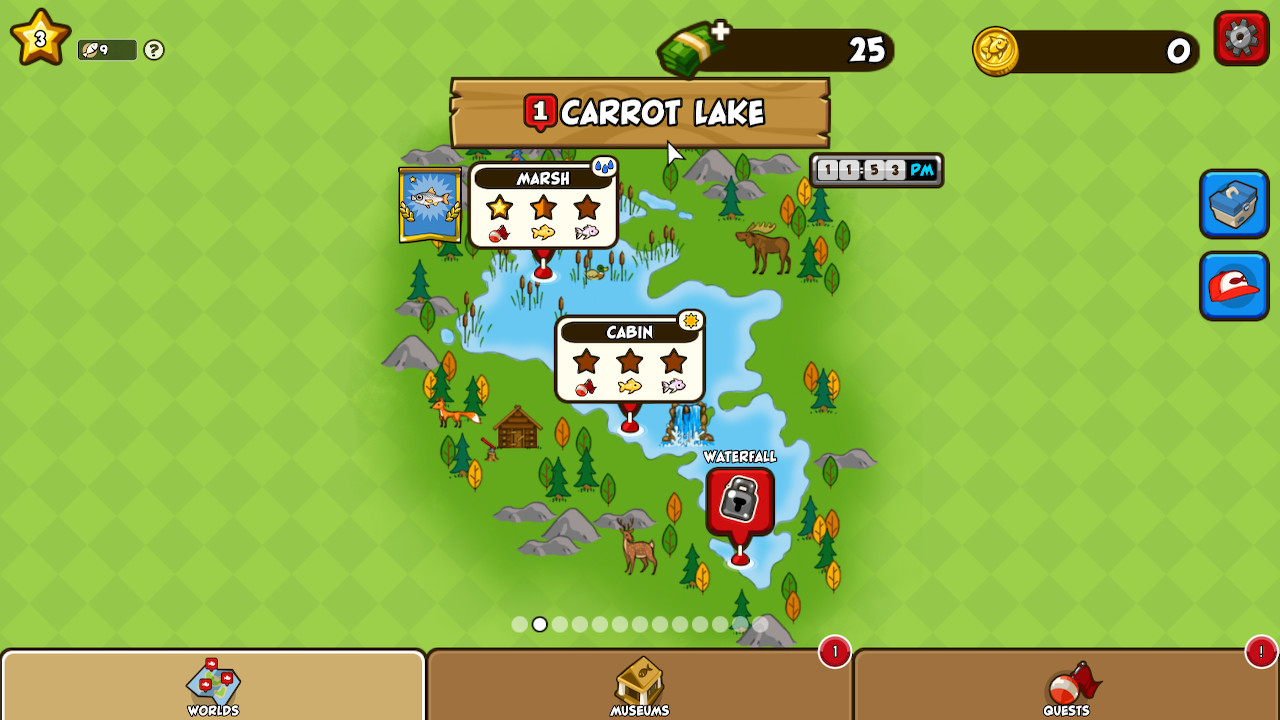 3
9
?
25
0
1 CARROT LAKE
11:53 PM
MARSH
CABIN
WATERFALL
WORLDS
MUSEUMS
1
QUESTS
!